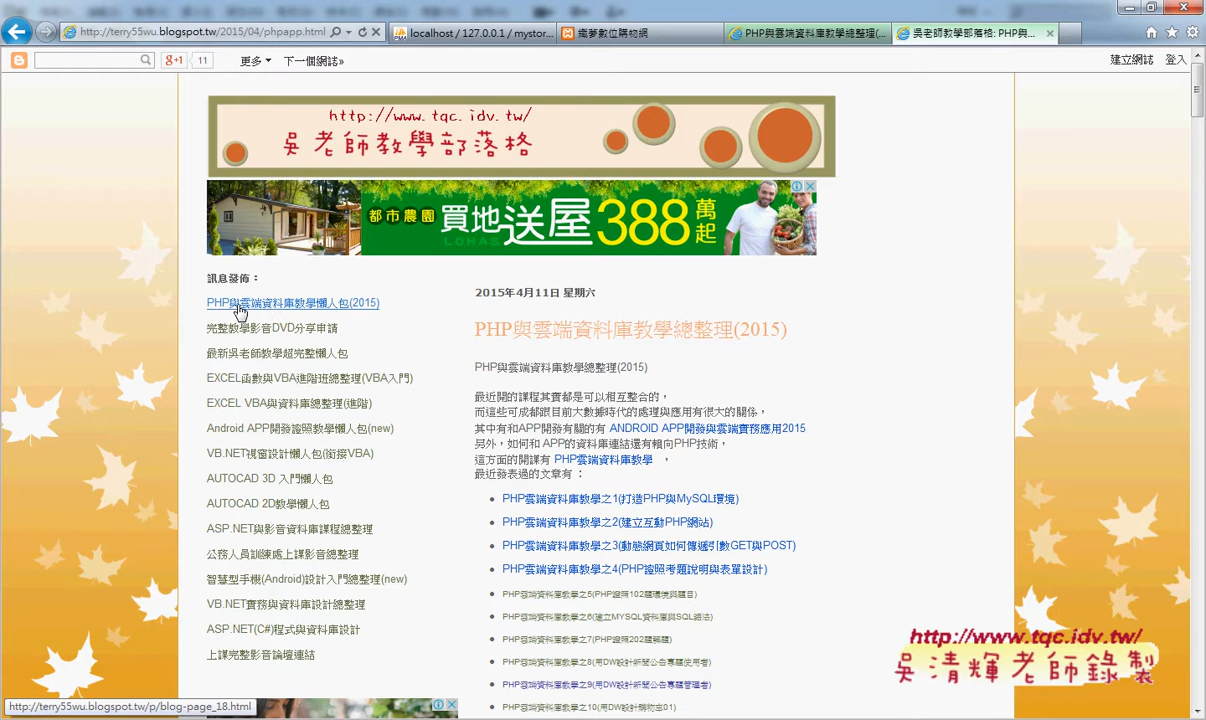 http://terry55wu.blogspot.tw/2015/04/phpapp.html
localhost / 127.0.0.1 / mystor...
織夢數位購物網
PHP與雲端資料庫教學總整理(...
吳老師教學部落格: PHP與...
8+1
11
更多
下一個網誌»
建立網誌
登入
http://www.tqc.idv.tw/
吳老師教學部落格
都市農園
買地送屋388萬起
LOHAS
訊息發佈：
PHP與雲端資料庫教學懶人包(2015)
完整教學影音DVD分享申請
最新吳老師教學超完整懶人包
EXCEL函數與VBA進階班總整理(VBA入門)
EXCEL VBA與資料庫總整理(進階)
Android APP開發證照教學懶人包(new)
VB.NET視窗設計懶人包(銜接VBA)
AUTOCAD 3D 入門懶人包
AUTOCAD 2D教學懶人包
ASP.NET與影音資料庫課程總整理
公務人員訓練處上課影音總整理
智慧型手機(Android)設計入門總整理(new)
VB.NET實務與資料庫設計總整理
ASP.NET(C#)程式與資料庫設計
上課完整影音論壇連結
2015年4月11日 星期六
PHP與雲端資料庫教學總整理(2015)
PHP與雲端資料庫教學總整理(2015)
最近開的課程其實都是可以相互整合的，
而這些可成都跟目前大數據時代的處理與應用有很大的關係，
其中有和APP開發有關的有 ANDROID APP開發與雲端實務應用2015
另外，如何和 APP的資料庫連結還有賴向PHP技術，
這方面的開課有 PHP雲端資料庫教學 ，
最近發表過的文章有 ：
• PHP雲端資料庫教學之1(打造PHP與MySQL環境)
• PHP雲端資料庫教學之2(建立互動PHP網站)
• PHP雲端資料庫教學之3(動態網頁如何傳遞引數GET與POST)
• PHP雲端資料庫教學之4(PHP證照考題說明與表單設計)
• PHP雲端資料庫教學之5(PHP證照102題環境與題目)
• PHP雲端資料庫教學之6(建立MYSQL資料庫與SQL語法)
• PHP雲端資料庫教學之7(PHP證照202題解題)
• PHP雲端資料庫教學之8(用DW設計新聞公告專題使用者)
• PHP雲端資料庫教學之9(用DW設計新聞公告專題管理者)
• PHP雲端資料庫教學之10(用DW設計購物車01)
http://www.tqc.idv.tw/
吳清輝老師錄製
http://terry55wu.blogspot.tw/p/blog-page_18.html